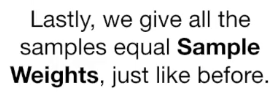 Lastly, we give all the
samples equal Sample
Weights, just like before.